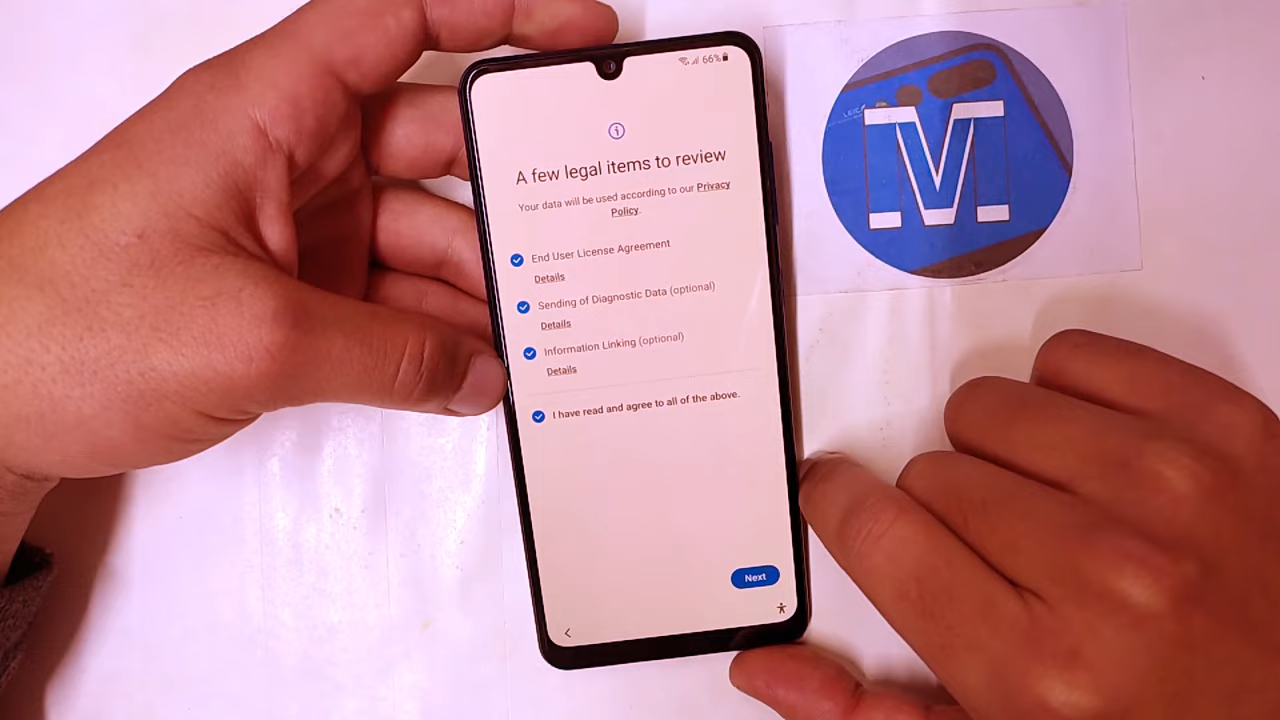 66%
A few legal items to review
Your data will be used according to our Privacy
Policy.
End User License Agreement
Details
Sending of Diagnostic Data (optional)
Details
Information Linking (optional)
Details
I have read and agree to all of the above.
Next
M